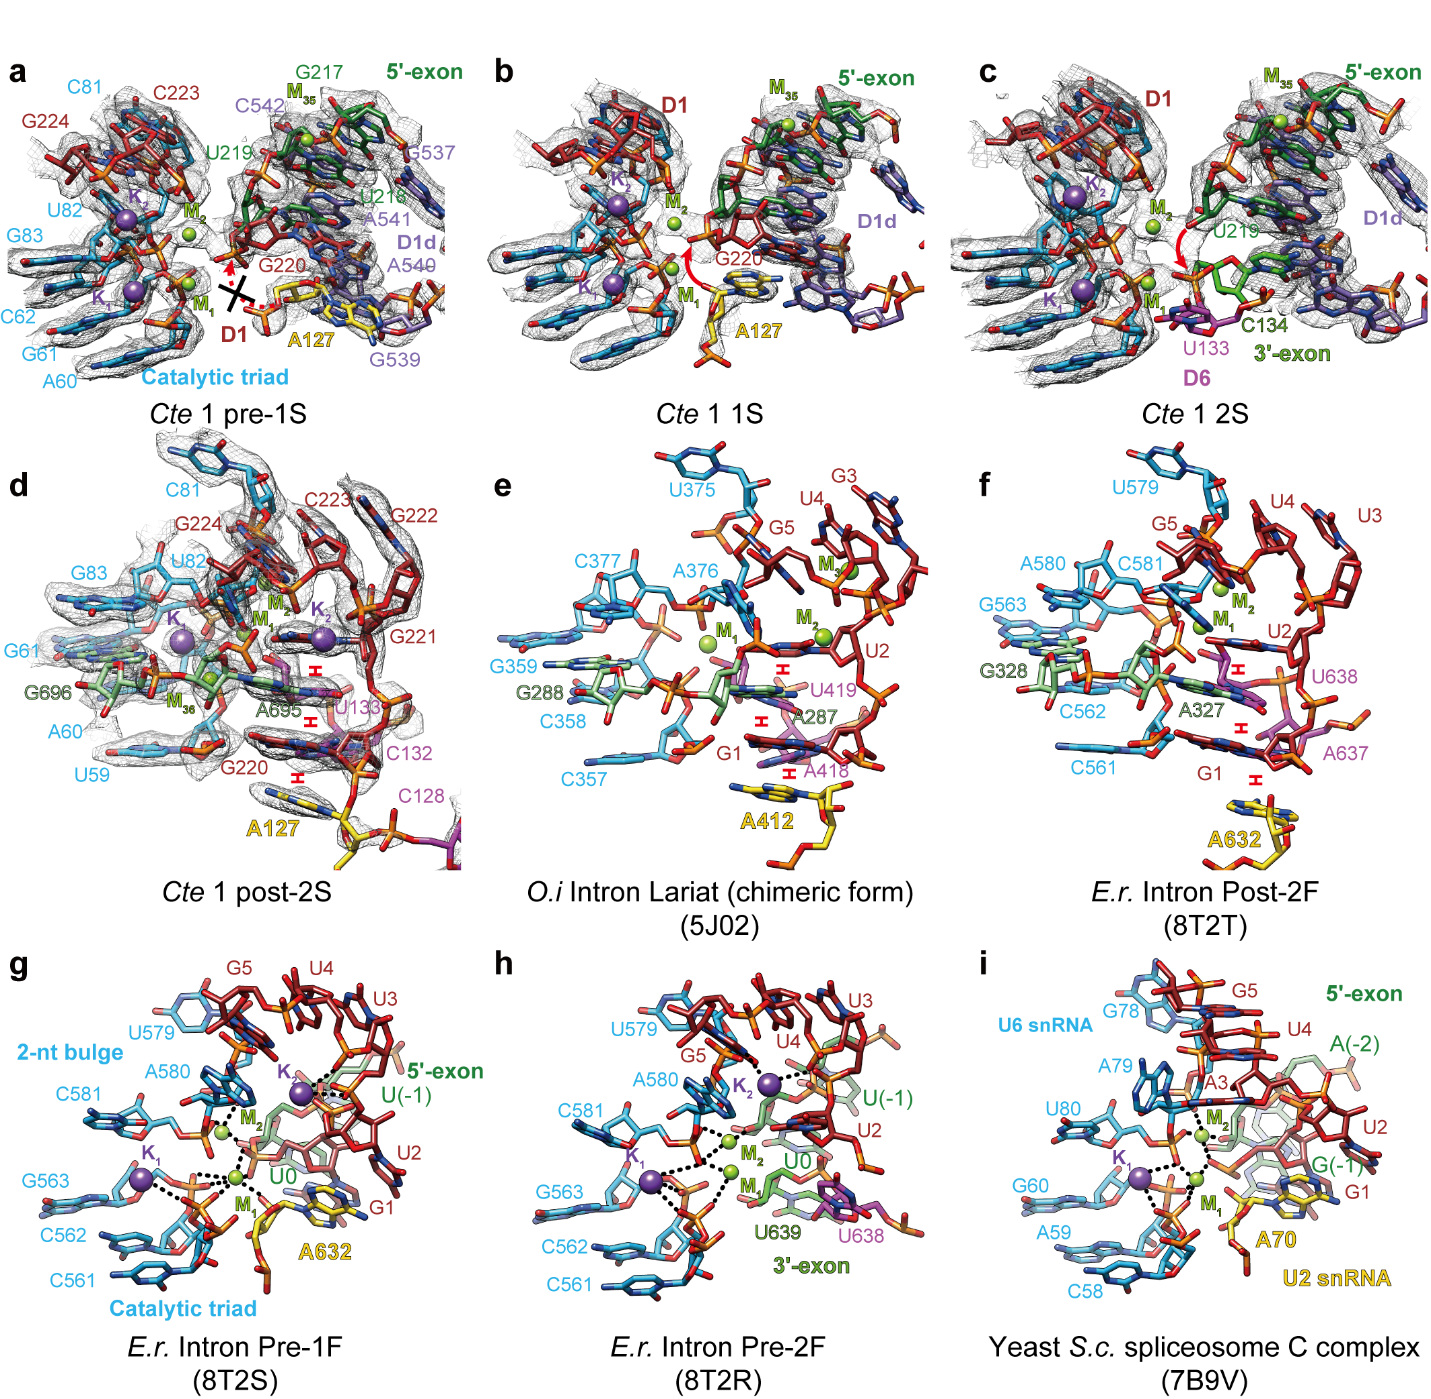 a
C81
C223
G224
G217
M35
5'-exon
C542
U219
G537
K2
U82
M2
U218
A541
D1d
G83
G220
A540
K1
M1
C62
D1
A127
G61
G539
A60
Catalytic triad
Cte 1 pre-1S
b
D1
M35
5'-exon
K2
M2
D1d
G220
K1
M1
A127
Cte 1 1S
c
D1
M35
5'-exon
K2
M2
D1d
U219
K1
M1
C134
U133
3'-exon
D6
Cte 1 2S
d
C81
C223
G222
G224
U82
G83
M2
K1
M1
K2
G221
G61
G696
M36
A695
U133
A60
C132
U59
G220
C128
A127
Cte 1 post-2S
e
U375
U4
G3
G5
C377
A376
M1
M2
U2
G359
U419
G288
A287
C358
G1
A418
C357
A412
O.i Intron Lariat (chimeric form)
(5J02)
f
U579
U4
U3
G5
A580
C581
M2
G563
M1
U2
G328
U638
C562
A327
A637
C561
G1
A632
E.r. Intron Post-2F
(8T2T)
g
G5
U4
U3
U579
2-nt bulge
A580
K2
5'-exon
U(-1)
C581
M2
K1
U2
G563
U0
M1
G1
C562
A632
C561
Catalytic triad
E.r. Intron Pre-1F
(8T2S)
h
U3
U579
U4
G5
A580
K2
U(-1)
C581
U2
K1
M2
U0
G563
M1
U639
U638
C562
3'-exon
C561
E.r. Intron Pre-2F
(8T2R)
i
G5
5'-exon
U6 snRNA
G78
U4
A(-2)
A79
A3
U80
M2
U2
K1
G(-1)
G60
M1
G1
A59
A70
C58
U2 snRNA
Yeast S.c. spliceosome C complex
(7B9V)